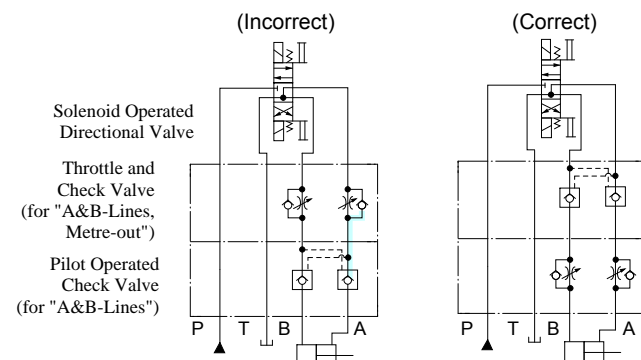 (Incorrect)
(Correct)
Solenoid Operated
Directional Valve
Throttle and
Check Valve
(for "A&B-Lines,
Metre-out")
Pilot Operated
Check Valve
(for "A&B-Lines")
P T B A
P T B A